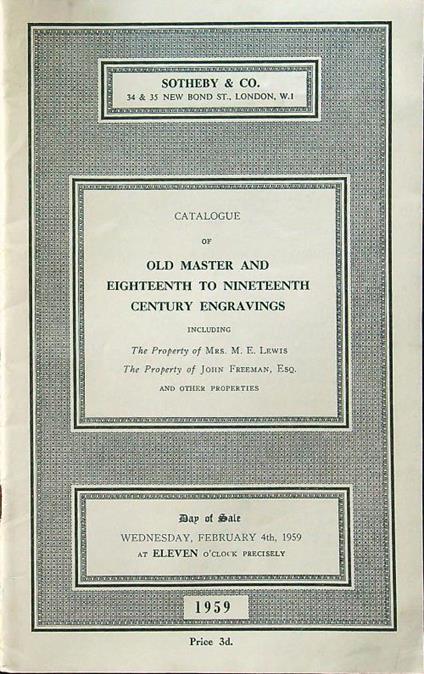 SOTHEBY & CO.
34 & 35 NEW BOND ST., LONDON, W.1
CATALOGUE
OF
OLD MASTER AND
EIGHTEENTH TO NINETEENTH
CENTURY ENGRAVINGS
INCLUDING
The Property of MRS. M. E. LEWIS
The Property of JOHN FREEMAN, ESQ.
AND OTHER PROPERTIES
Day of Sale
WEDNESDAY, FEBRUARY 4th, 1959
AT ELEVEN O'CLOCK PRECISELY
1959
Price 3d.